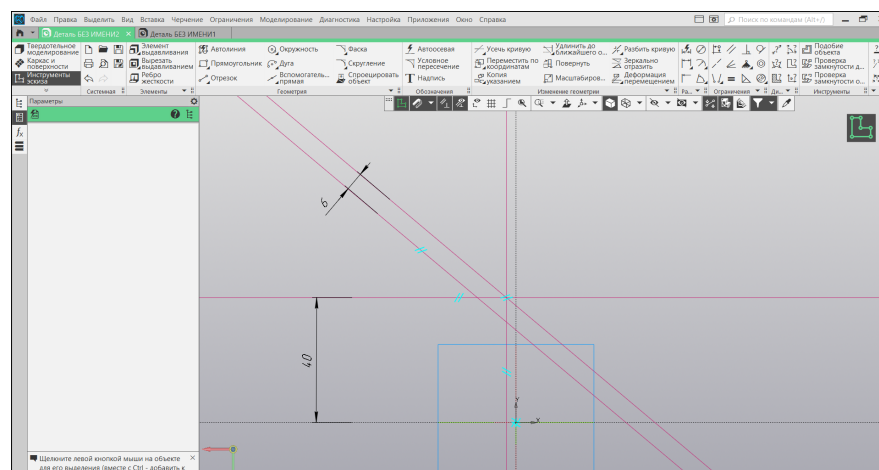 Файл Правка Выделить Вид Вставка Черчение Ограничения Моделирование Диагностика Настройка Приложения Окно Справка
Поиск по командам (Alt+/)
Деталь БЕЗ ИМЕНИ2 × Деталь БЕЗ ИМЕНИ1
Твердотельное моделирование
Каркас и поверхности
Инструменты эскиза
Системная
Элемент выдавливания
Вырезать выдавливанием
Ребро жесткости
Элементы
Автолиния Окружность Фаска
Прямоугольник Дуга Скругление
Отрезок Вспомогатель... прямая Спроецировать объект
Геометрия
Автоосевая
Условное пересечение
Надпись
Обозначения
Усечь кривую Удлинить до ближайшего о... Разбить кривую
Переместить по координатам Повернуть Зеркально отразить
Копия указанием Масштабиров... Деформация перемещением
Изменение геометрии
Ра...
Ограничения
Ди...
Подобие объекта
Проверка замкнутости д...
Проверка замкнутости о...
Инструменты
Параметры
fx
6
40
Y
X
Щелкните левой кнопкой мыши на объекте
для его выделения (вместе с Ctrl - добавить к